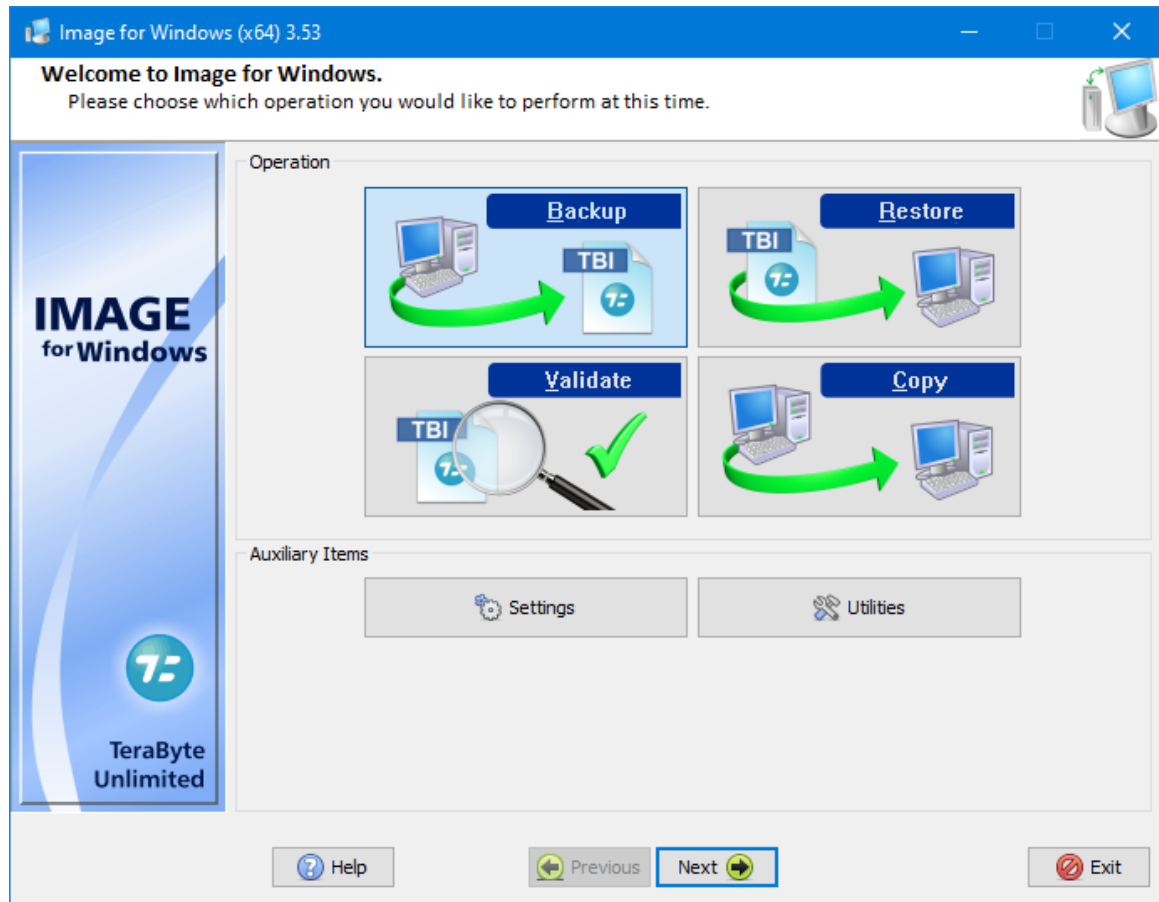 Image for Windows (x64) 3.53
Welcome to Image for Windows.
Please choose which operation you would like to perform at this time.
IMAGE
for Windows
TeraByte
Unlimited
Operation
Backup
TBI
Restore
TBI
Validate
TBI
Copy
Auxiliary Items
Settings
Utilities
Help
Previous
Next
Exit